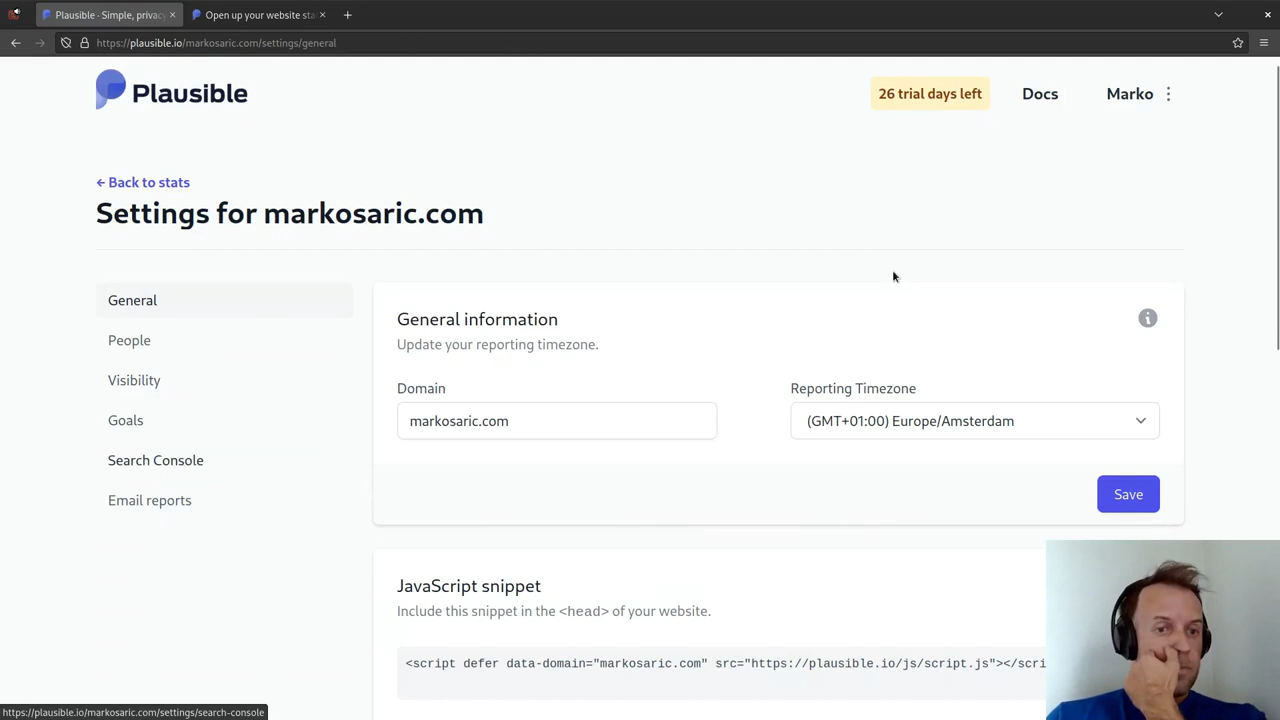 Plausible - Simple, privacy
Open up your website sta
https://plausible.io/markosaric.com/settings/general
Plausible
26 trial days left
Docs
Marko
← Back to stats
Settings for markosaric.com
General
People
Visibility
Goals
Search Console
Email reports
General information
Update your reporting timezone.
Domain
Reporting Timezone
markosaric.com
(GMT+01:00) Europe/Amsterdam
Save
JavaScript snippet
Include this snippet in the <head> of your website.
<script defer data-domain="markosaric.com" src="https://plausible.io/js/script.js"></scri
https://plausible.io/markosaric.com/settings/search-console